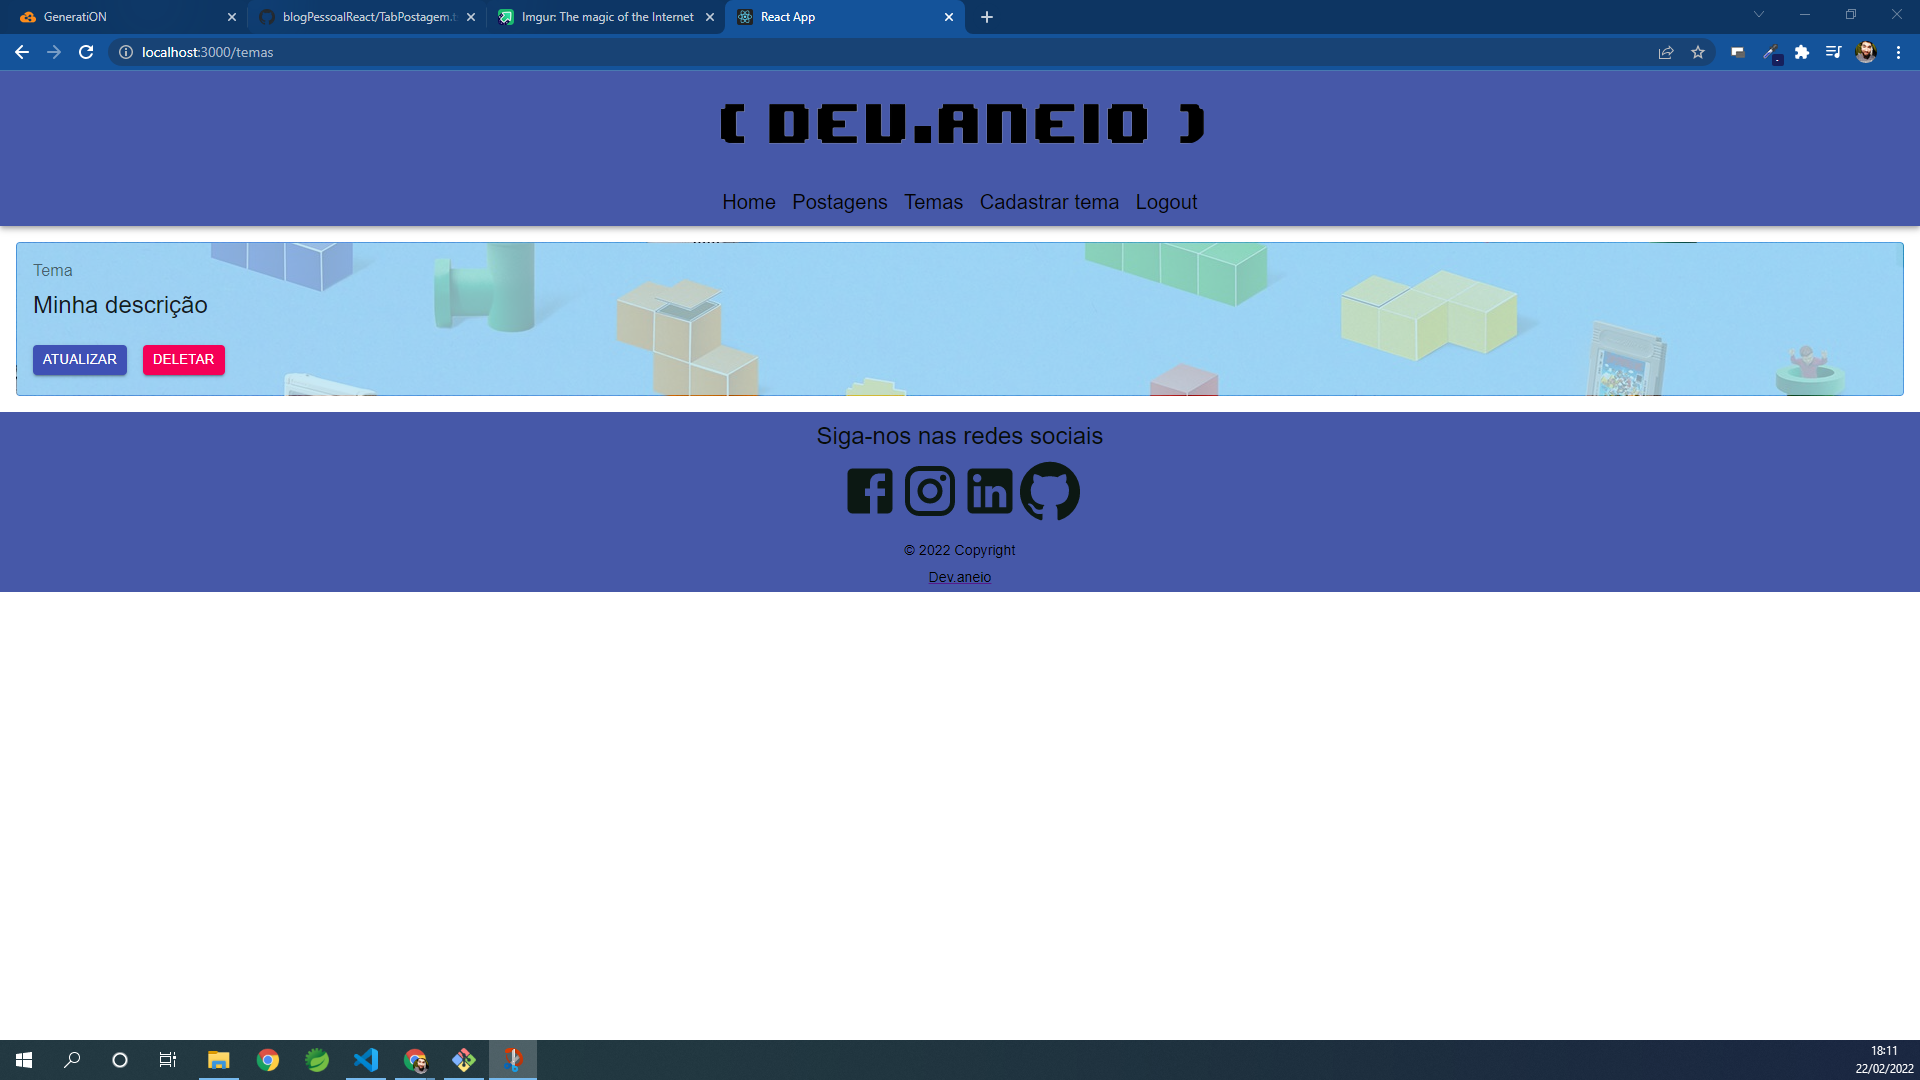 GeneratiON
blogPessoalReact/TabPostagem.t
Imgur: The magic of the Internet
React App
localhost:3000/temas
( DEV.ANEIO )
Home Postagens Temas Cadastrar tema Logout
Tema
Minha descrição
ATUALIZAR DELETAR
Siga-nos nas redes sociais
© 2022 Copyright
Dev.aneio
18:11
22/02/2022